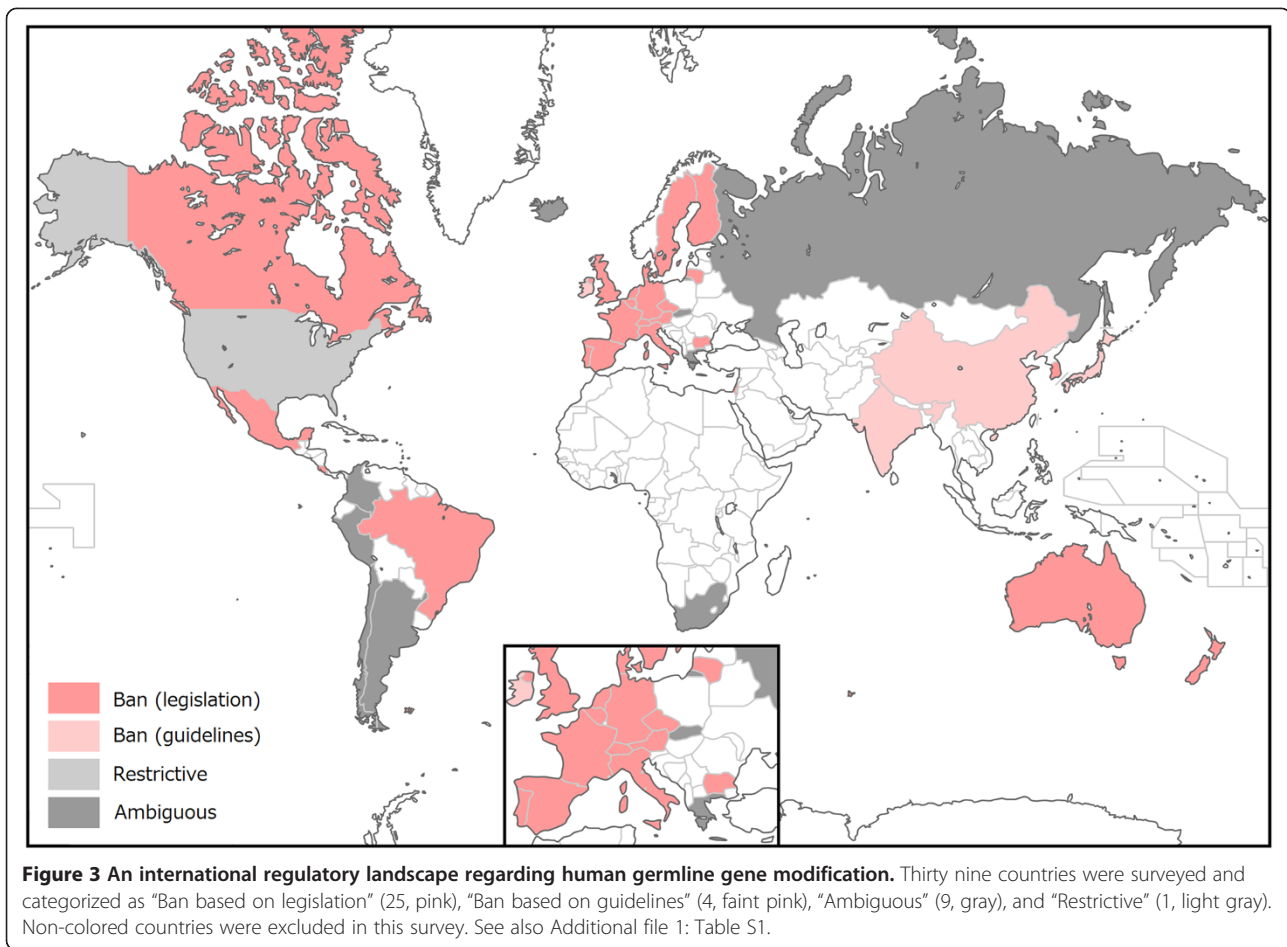 Ban (legislation)
Ban (guidelines)
Restrictive
Ambiguous
Figure 3 An international regulatory landscape regarding human germline gene modification. Thirty nine countries were surveyed and
categorized as “Ban based on legislation” (25, pink), “Ban based on guidelines” (4, faint pink), “Ambiguous” (9, gray), and “Restrictive” (1, light gray).
Non-colored countries were excluded in this survey. See also Additional file 1: Table S1.